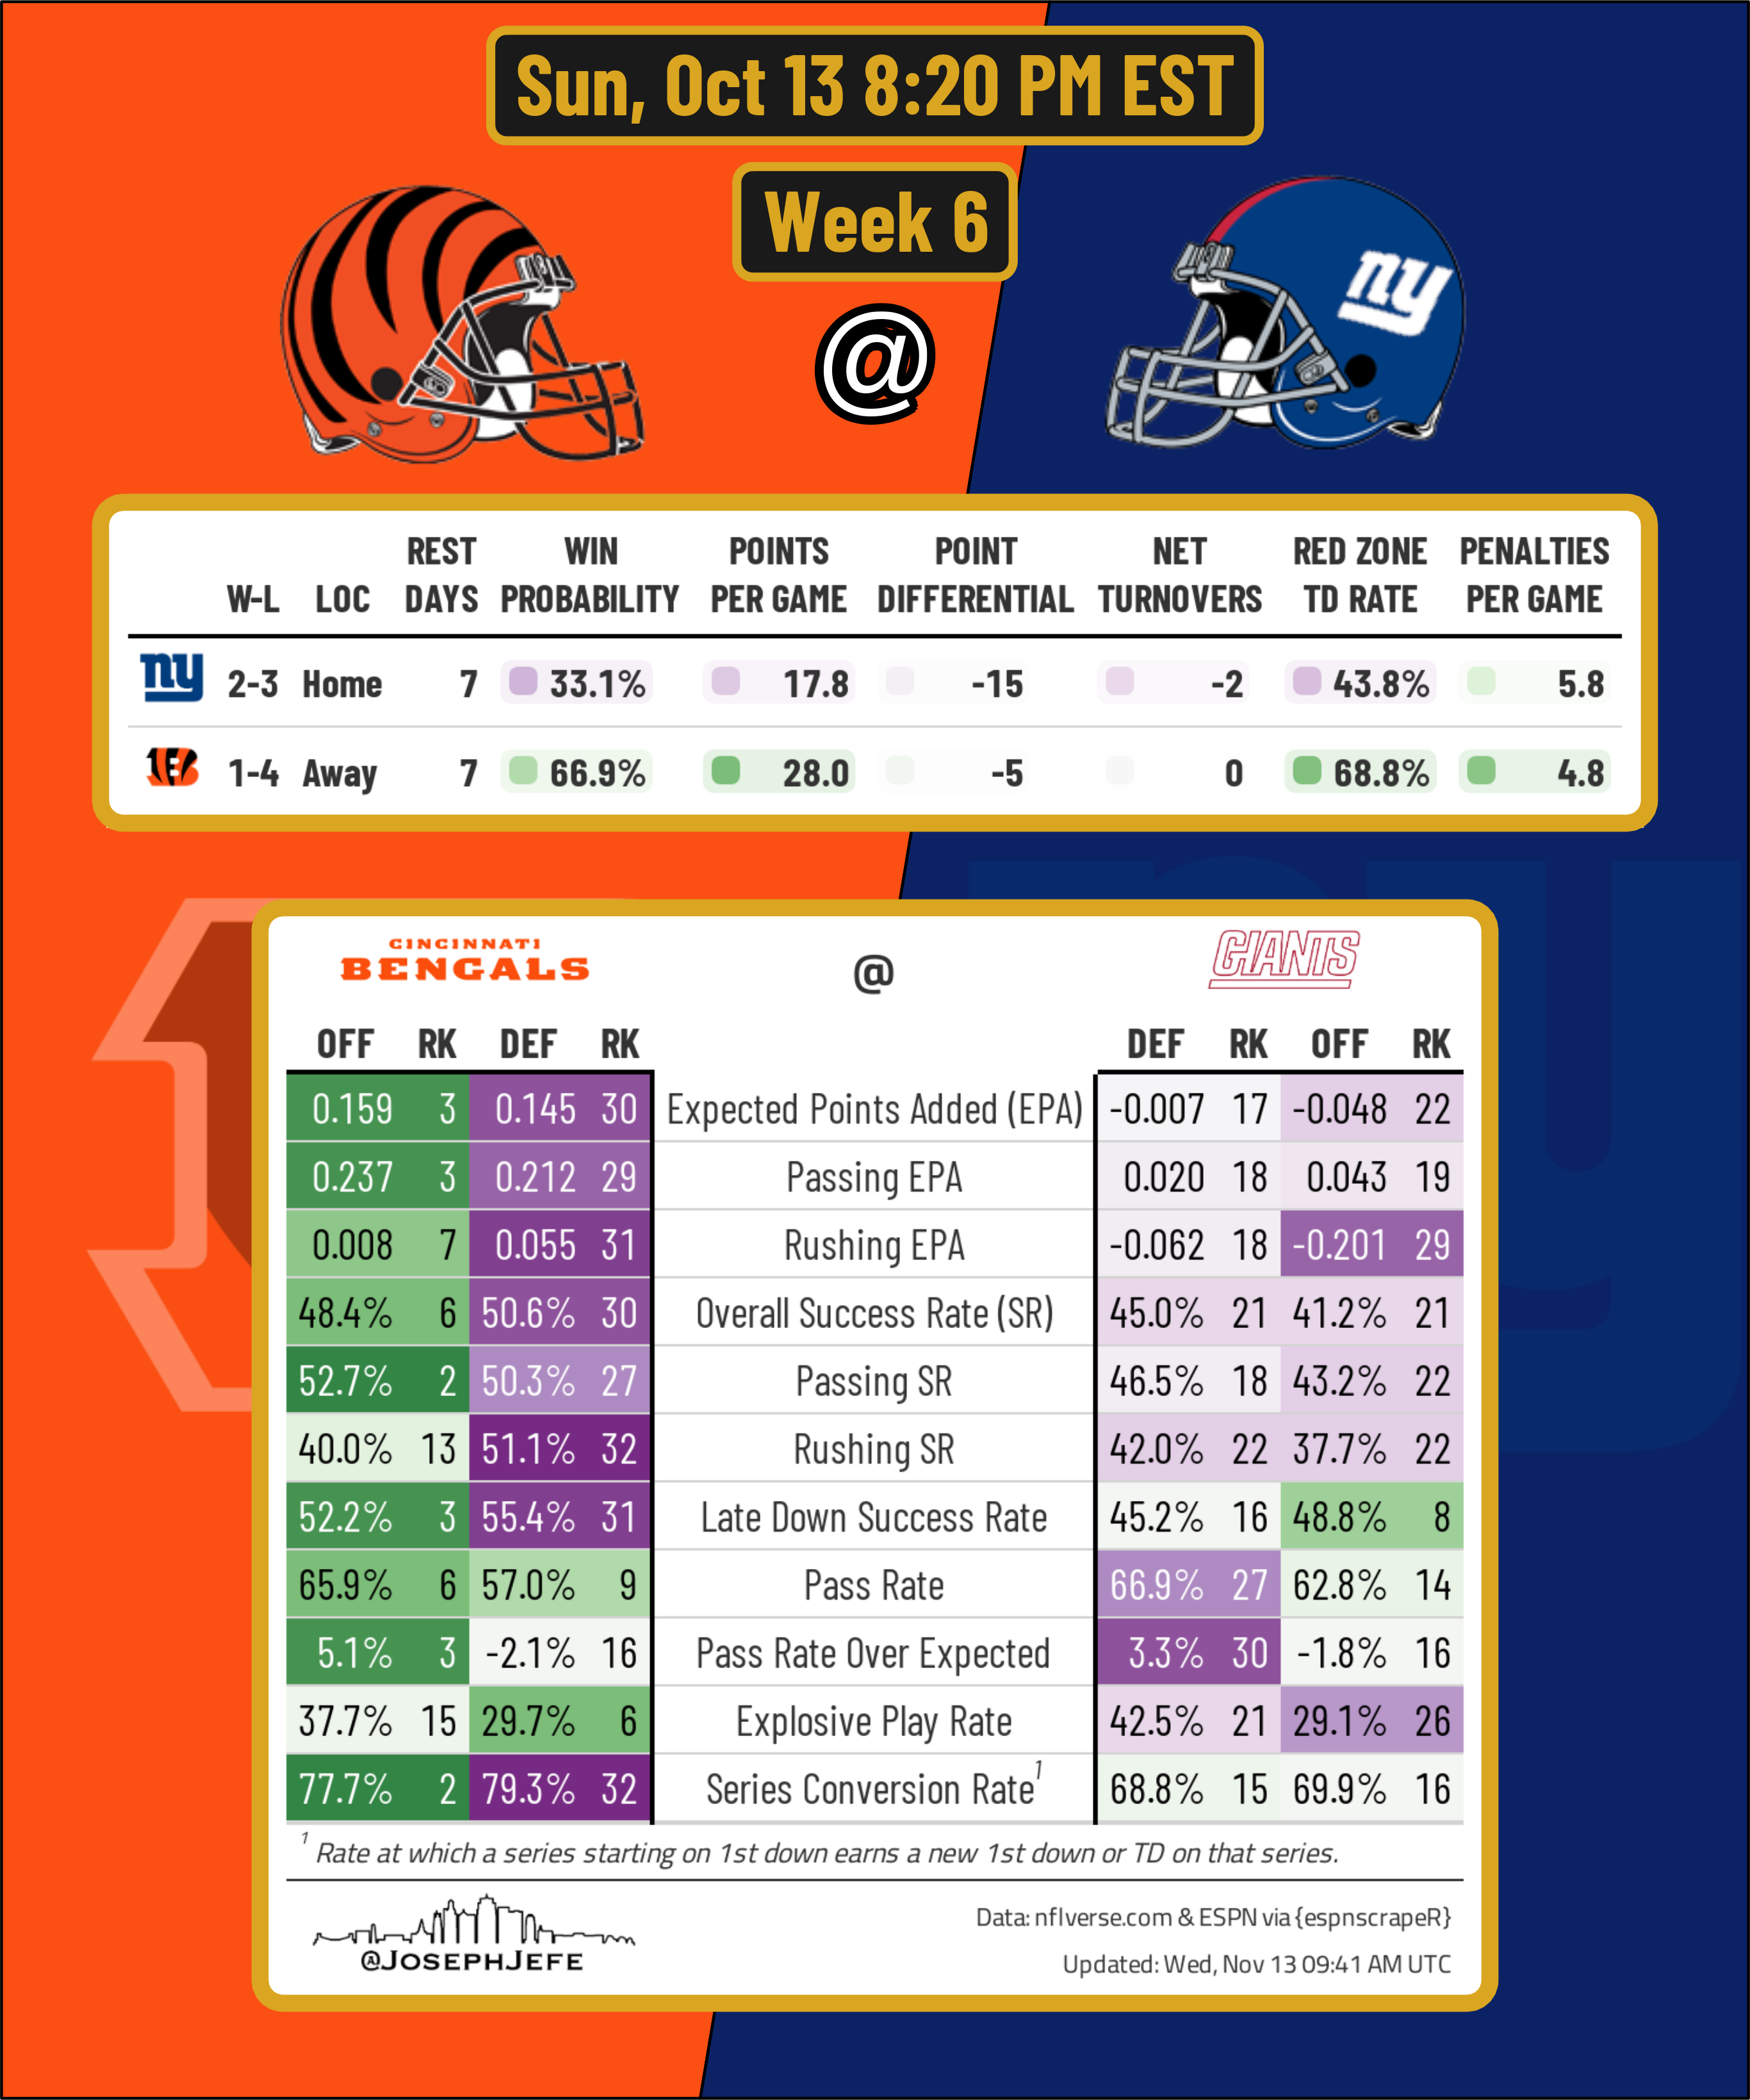 Sun, Oct 13 8:20 PM EST
Week 6
@
ny
REST WIN POINTS POINT NET RED ZONE PENALTIES
W-L LOC DAYS PROBABILITY PER GAME DIFFERENTIAL TURNOVERS TD RATE PER GAME
ny 2-3 Home 7 33.1% 17.8 -15 -2 43.8% 5.8
B 1-4 Away 7 66.9% 28.0 -5 0 68.8% 4.8
CINCINNATI
BENGALS @ GIANTS
OFF RK DEF RK DEF RK OFF RK
0.159 3 0.145 30 Expected Points Added (EPA) -0.007 17 -0.048 22
0.237 3 0.212 29 Passing EPA 0.020 18 0.043 19
0.008 7 0.055 31 Rushing EPA -0.062 18 -0.201 29
48.4% 6 50.6% 30 Overall Success Rate (SR) 45.0% 21 41.2% 21
52.7% 2 50.3% 27 Passing SR 46.5% 18 43.2% 22
40.0% 13 51.1% 32 Rushing SR 42.0% 22 37.7% 22
52.2% 3 55.4% 31 Late Down Success Rate 45.2% 16 48.8% 8
65.9% 6 57.0% 9 Pass Rate 66.9% 27 62.8% 14
5.1% 3 -2.1% 16 Pass Rate Over Expected 3.3% 30 -1.8% 16
37.7% 15 29.7% 6 Explosive Play Rate 42.5% 21 29.1% 26
77.7% 2 79.3% 32 Series Conversion Rate¹ 68.8% 15 69.9% 16
¹ Rate at which a series starting on 1st down earns a new 1st down or TD on that series.
@JOSEPHJEFE
Data: nflverse.com & ESPN via {espnscrapeR}
Updated: Wed, Nov 13 09:41 AM UTC